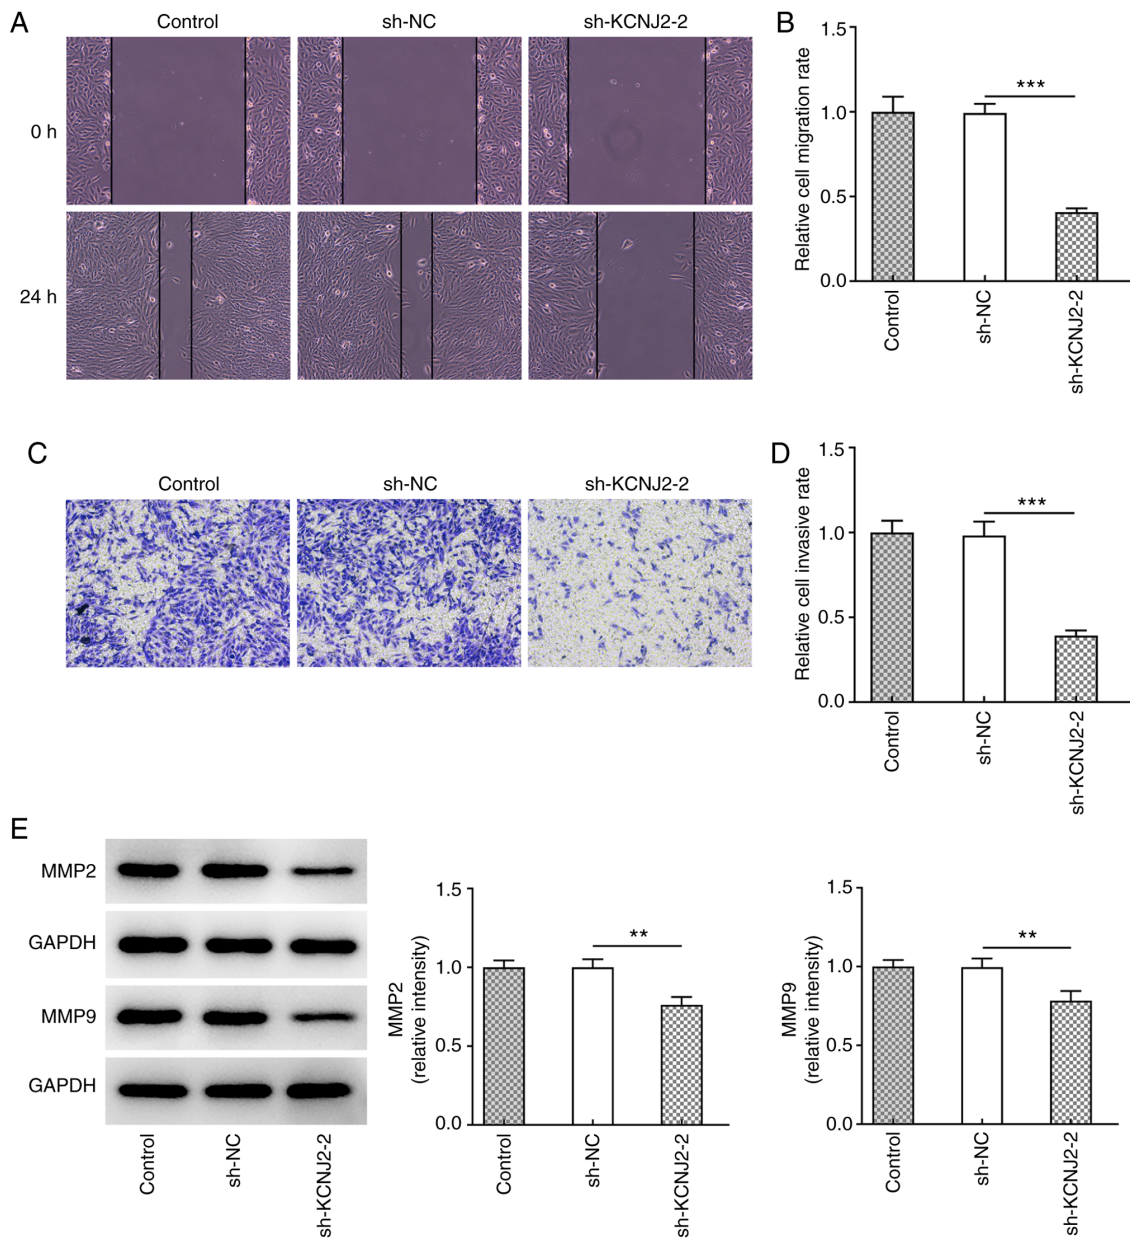 A
Control
sh-NC
sh-KCNJ2-2
0 h
24 h
B
Relative cell migration rate
1.5
1.0
0.5
0.0
***
Control
sh-NC
sh-KCNJ2-2
C
Control
sh-NC
sh-KCNJ2-2
D
Relative cell invasive rate
1.5
1.0
0.5
0.0
***
Control
sh-NC
sh-KCNJ2-2
E
MMP2
GAPDH
MMP9
GAPDH
Control
sh-NC
sh-KCNJ2-2
MMP2
(relative intensity)
1.5
1.0
0.5
0.0
**
Control
sh-NC
sh-KCNJ2-2
MMP9
(relative intensity)
1.5
1.0
0.5
0.0
**
Control
sh-NC
sh-KCNJ2-2